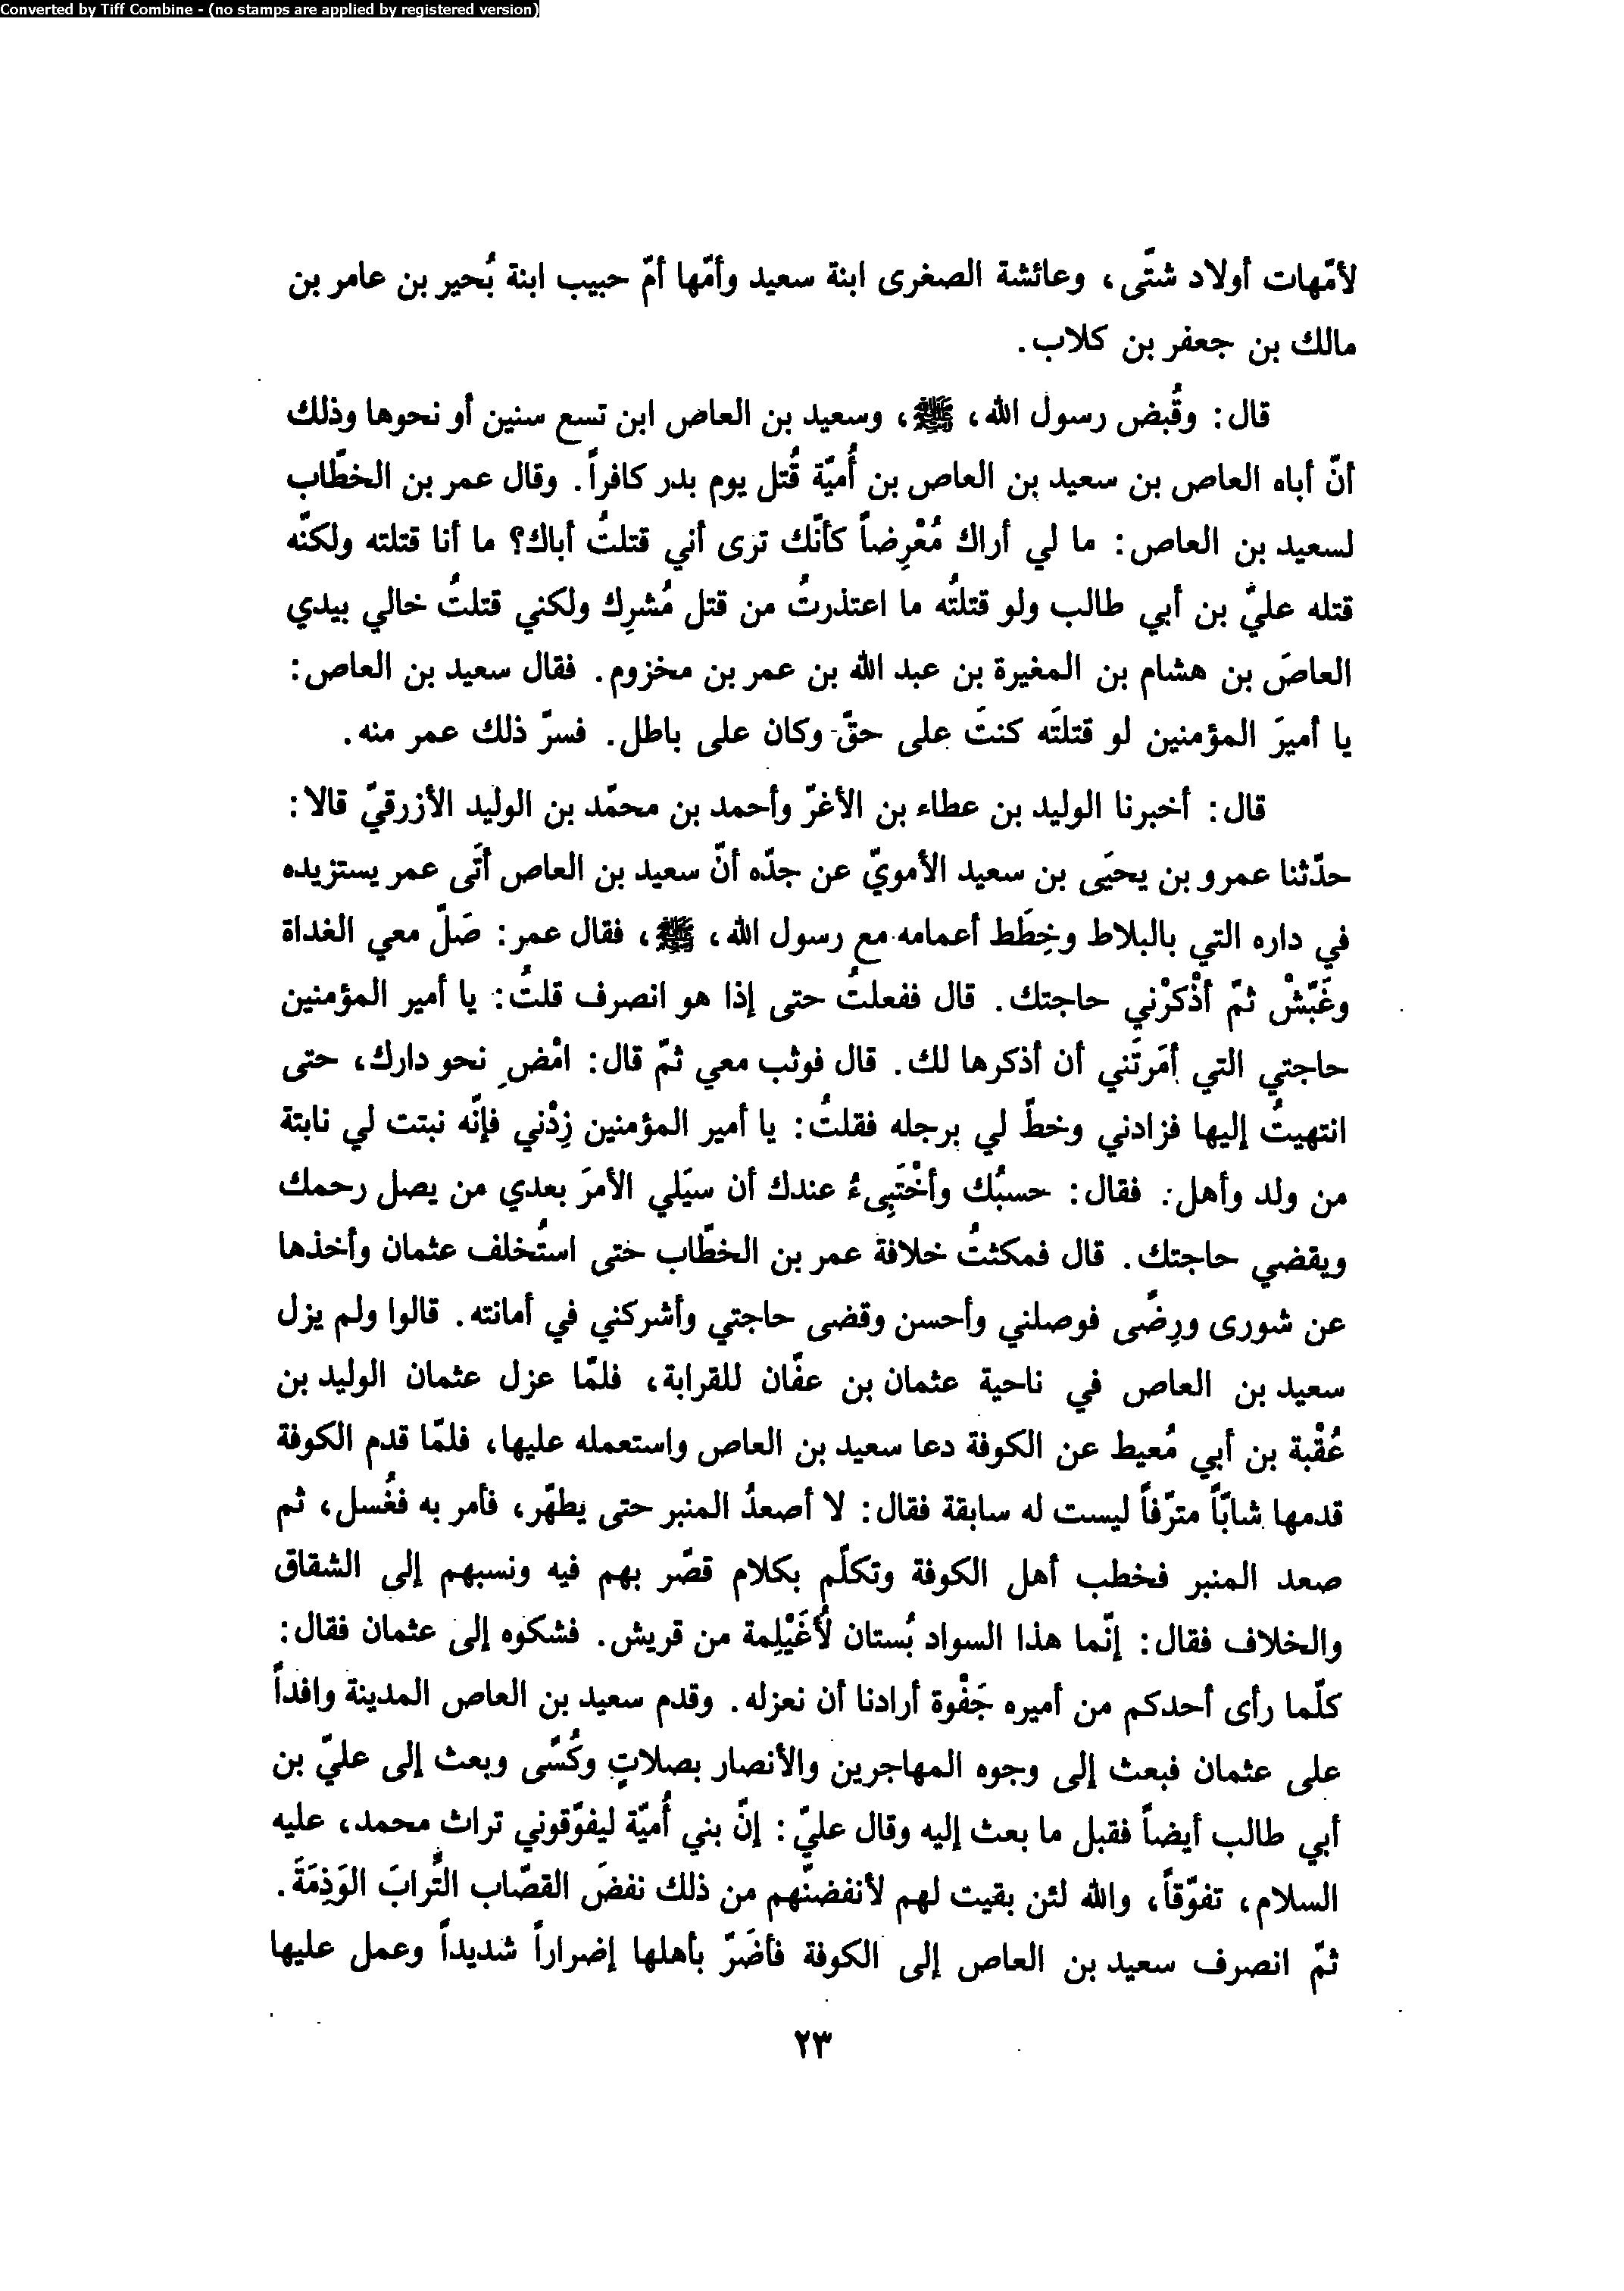 Converted by Tiff Combine - (no stamps are applied by registered version)
لأمّهات أولاد شتّى، وعائشة الصغرى ابنة سعيد وأمّها أمّ حبيب ابنة بُحير بن عامر بن
مالك بن جعفر بن كلاب.
قال: وقُبض رسول الله، ﷺ، وسعيد بن العاص ابن تسع سنين أو نحوها وذلك
أنّ أباه العاص بن سعيد بن العاص بن أُميّة قُتل يوم بدر كافراً. وقال عمر بن الخطّاب
لسعيد بن العاص: ما لي أراك مُعْرِضاً كأنّك ترى أني قتلتُ أباك؟ ما أنا قتلته ولكنّه
قتله عليّ بن أبي طالب ولو قتلتُه ما اعتذرتُ من قتل مُشرِك ولكني قتلتُ خالي بيدي
العاصَ بن هشام بن المغيرة بن عبد الله بن عمر بن مخزوم. فقال سعيد بن العاص:
يا أميرَ المؤمنين لو قتلتَه كنتَ على حقّ وكان على باطل. فسرّ ذلك عمر منه.
قال: أخبرنا الوليد بن عطاء بن الأغرّ وأحمد بن محمّد بن الوليد الأزرقيّ قالا:
حدّثنا عمرو بن يحيَى بن سعيد الأمويّ عن جدّه أنّ سعيد بن العاص أتَى عمر يستزيده
في داره التي بالبلاط وخِطَط أعمامه مع رسول الله، ﷺ، فقال عمر: صَلّ معي الغداة
وغَبّشْ ثمّ أذْكرْني حاجتك. قال ففعلتُ حتى إذا هو انصرف قلتُ: يا أمير المؤمنين
حاجتي التي أمَرتَني أن أذكرها لك. قال فوثب معي ثمّ قال: امْضِ نحو دارك، حتى
انتهيتُ إليها فزادني وخطّ لي برجله فقلتُ: يا أمير المؤمنين زِدْني فإنّه نبتت لي نابتة
من ولد وأهل. فقال: حسبُك وأخْتَبِىءُ عندك أن سيَلي الأمرَ بعدي من يصل رحمك
ويقضي حاجتك. قال فمكثتُ خلافة عمر بن الخطّاب حتى استُخلف عثمان وأخذها
عن شورى ورِضًى فوصلني وأحسن وقضى حاجتي وأشركني في أمانته. قالوا ولم يزل
سعيد بن العاص في ناحية عثمان بن عفّان للقرابة، فلمّا عزل عثمان الوليد بن
عُقْبة بن أبي مُعيط عن الكوفة دعا سعيد بن العاص واستعمله عليها، فلمّا قدم الكوفة
قدمها شابّاً مترّفاً ليست له سابقة فقال: لا أصعدُ المنبر حتى يطهّر، فأمر به فغُسل، ثم
صعد المنبر فخطب أهل الكوفة وتكلّم بكلام قصّر بهم فيه ونسبهم إلى الشقاق
والخلاف فقال: إنّما هذا السواد بُستان لأُغَيْلِمة من قريش. فشكوه إلى عثمان فقال:
كلّما رأى أحدكم من أميره جَفْوة أرادنا أن نعزله. وقدم سعيد بن العاص المدينة وافداً
على عثمان فبعث إلى وجوه المهاجرين والأنصار بصلاتٍ وكُسًى وبعث إلى عليّ بن
أبي طالب أيضاً فقبل ما بعث إليه وقال عليّ: إنّ بني أُميّة ليفوّقوني تراث محمد، عليه
السلام، تفوّقاً، والله لئن بقيت لهم لأنفضنّهم من ذلك نفضَ القصّاب التُّرابَ الوَذِمَةَ.
ثمّ انصرف سعيد بن العاص إلى الكوفة فأضَرّ بأهلها إضراراً شديداً وعمل عليها
٢٣